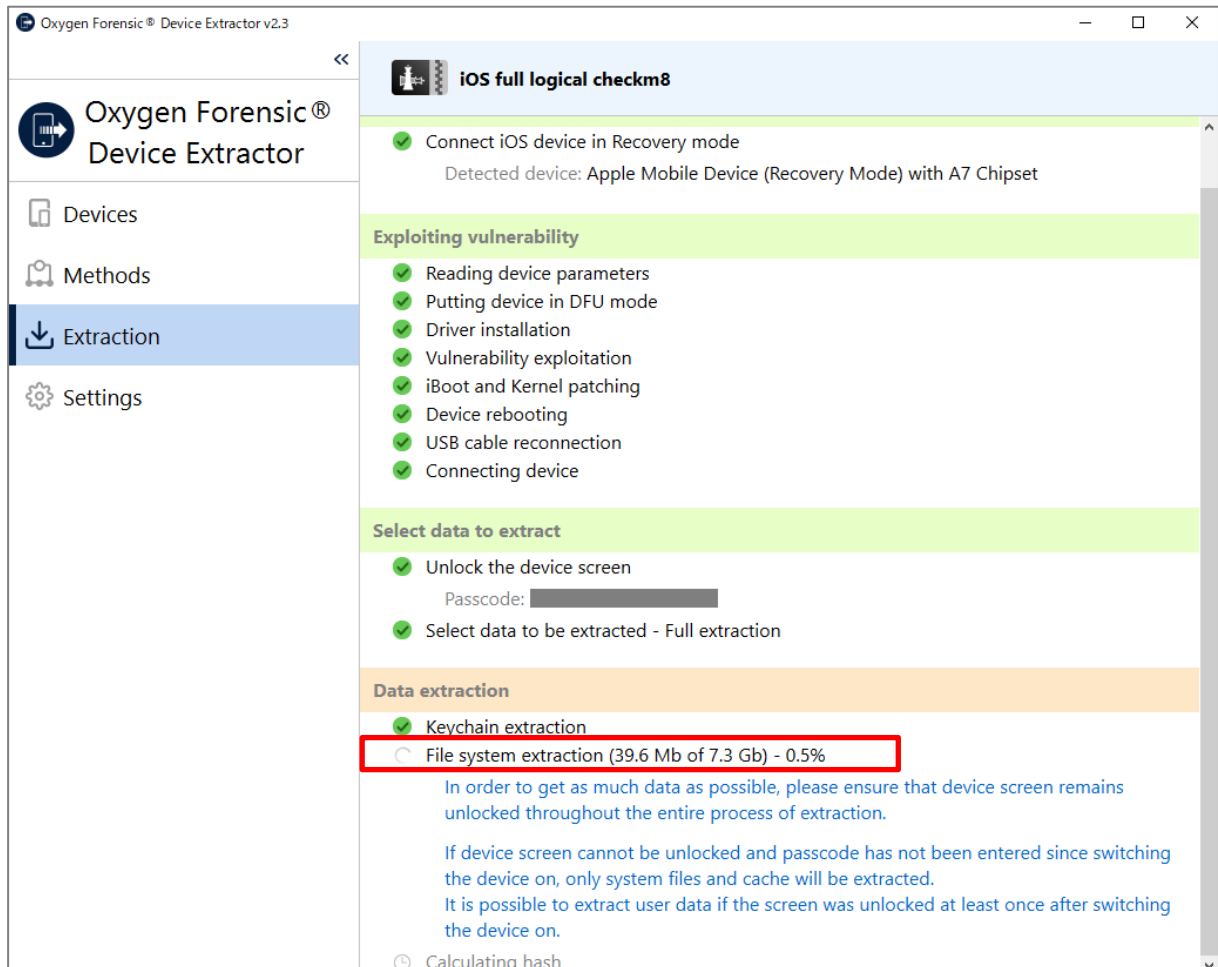 Oxygen Forensic® Device Extractor v2.3
«
Oxygen Forensic®
Device Extractor
Devices
Methods
Extraction
Settings
iOS full logical checkm8
Connect iOS device in Recovery mode
Detected device: Apple Mobile Device (Recovery Mode) with A7 Chipset
Exploiting vulnerability
Reading device parameters
Putting device in DFU mode
Driver installation
Vulnerability exploitation
iBoot and Kernel patching
Device rebooting
USB cable reconnection
Connecting device
Select data to extract
Unlock the device screen
Passcode:
Select data to be extracted - Full extraction
Data extraction
Keychain extraction
File system extraction (39.6 Mb of 7.3 Gb) - 0.5%
In order to get as much data as possible, please ensure that device screen remains
unlocked throughout the entire process of extraction.
If device screen cannot be unlocked and passcode has not been entered since switching
the device on, only system files and cache will be extracted.
It is possible to extract user data if the screen was unlocked at least once after switching
the device on.
Calculating hash